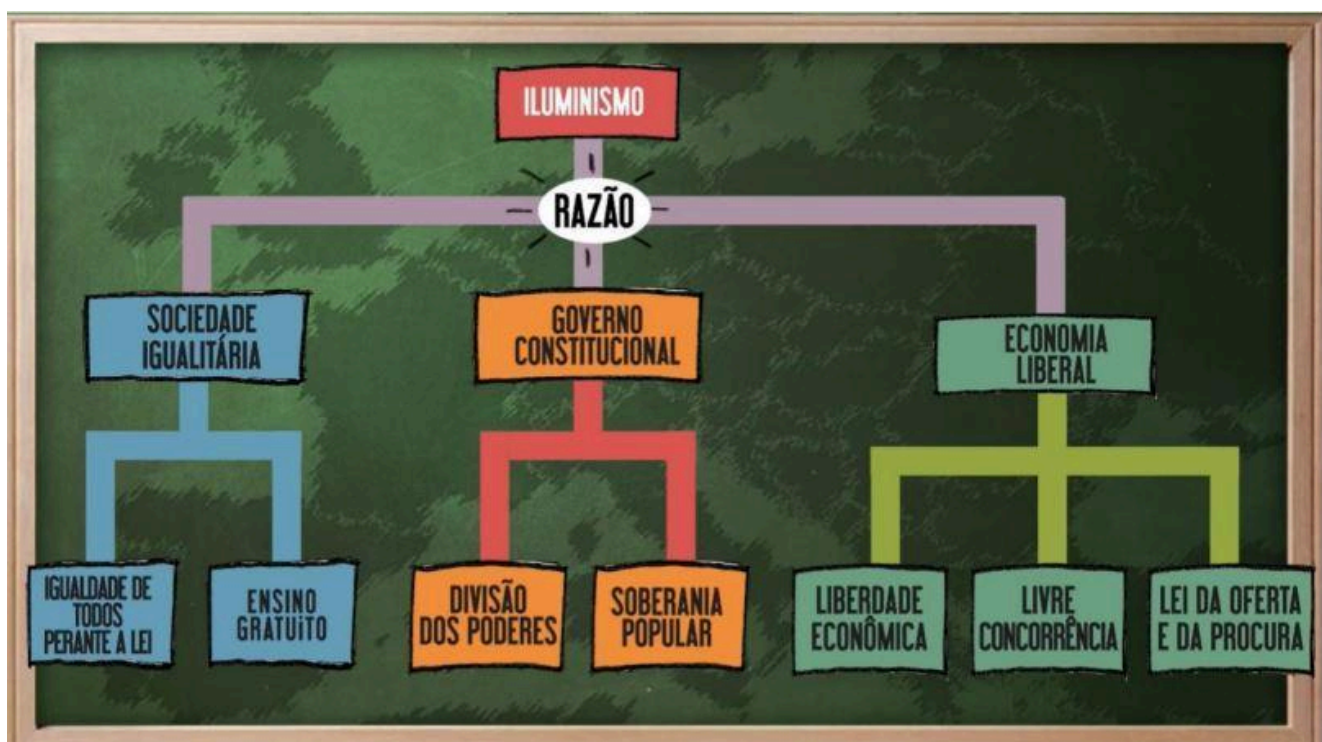 ILUMINISMO
RAZÃO
SOCIEDADE
IGUALITÁRIA
GOVERNO
CONSTITUCIONAL
ECONOMIA
LIBERAL
IGUALDADE DE
TODOS
PERANTE A LEI
ENSINO
GRATUiTO
DIVISÃO
DOS PODERES
SOBERANIA
POPULAR
LIBERDADE
ECONÔMICA
LIVRE
CONCORRÊNCIA
LEI DA OFERTA
E DA PROCURA